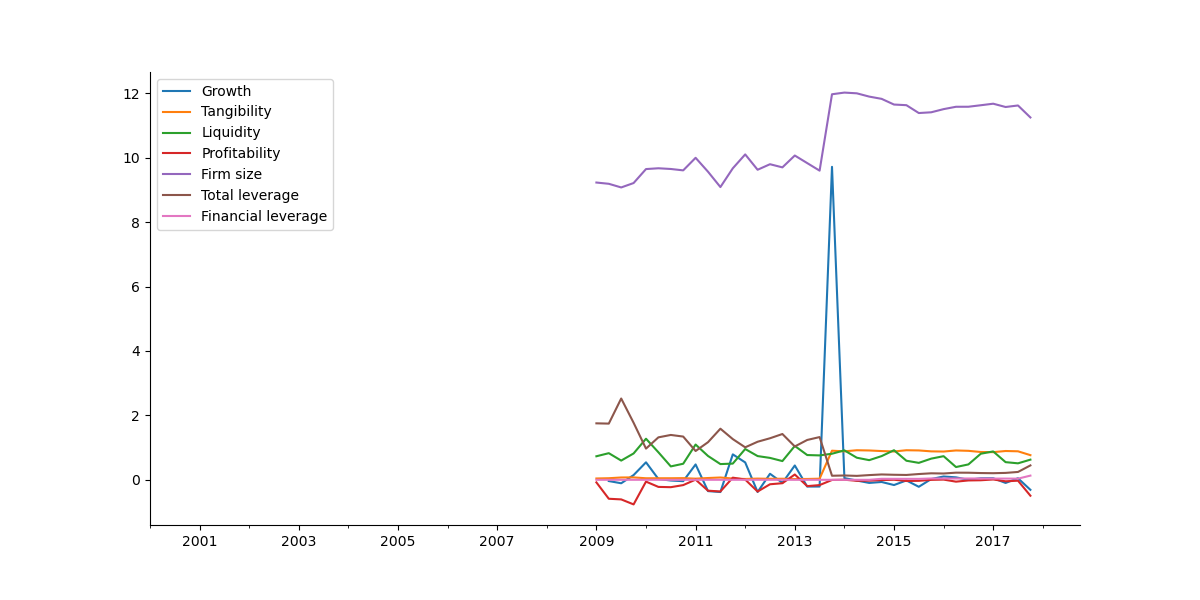 12
10
8
6
4
2
0
Growth
Tangibility
Liquidity
Profitability
Firm size
Total leverage
Financial leverage
2001 2003 2005 2007 2009 2011 2013 2015 2017